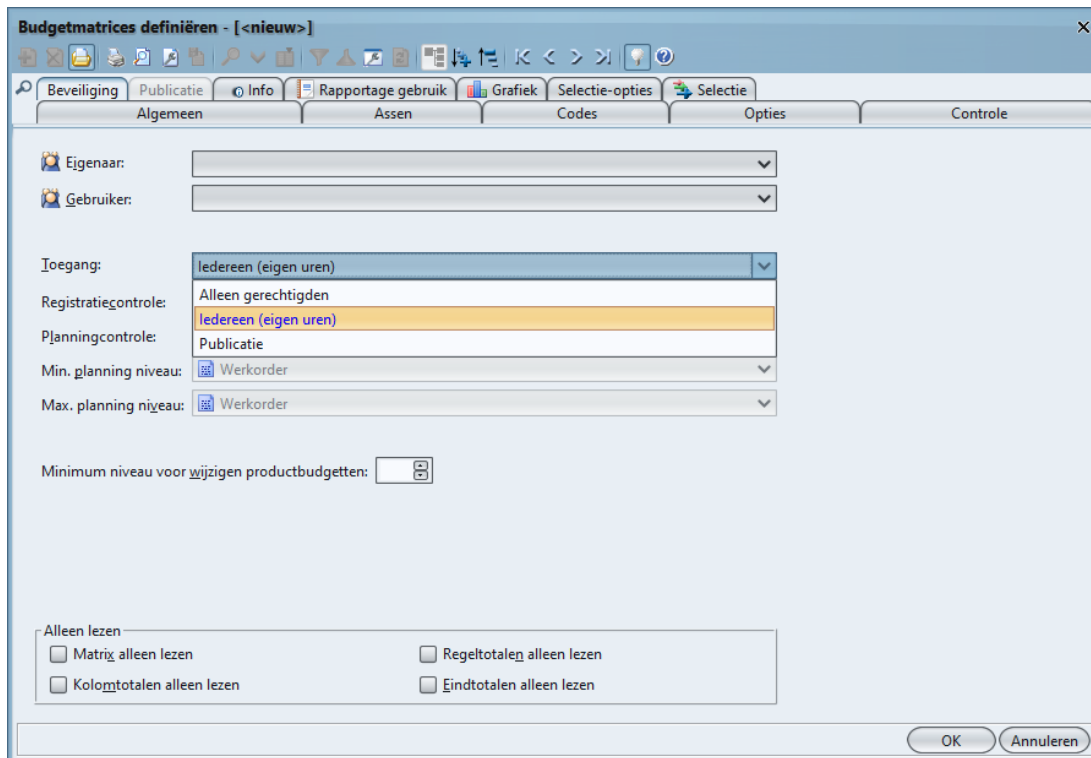 Budgetmatrices definiëren - [<nieuw>]
Beveiliging Publicatie Info Rapportage gebruik Grafiek Selectie-opties Selectie
Algemeen Assen Codes Opties Controle
Eigenaar:
Gebruiker:
Toegang: Iedereen (eigen uren)
Alleen gerechtigden
Registratiecontrole:
Iedereen (eigen uren)
Planningcontrole:
Publicatie
Min. planning niveau: Werkorder
Max. planning niveau: Werkorder
Minimum niveau voor wijzigen productbudgetten:
Alleen lezen
Matrix alleen lezen Regeltotalen alleen lezen
Kolomtotalen alleen lezen Eindtotalen alleen lezen
OK Annuleren